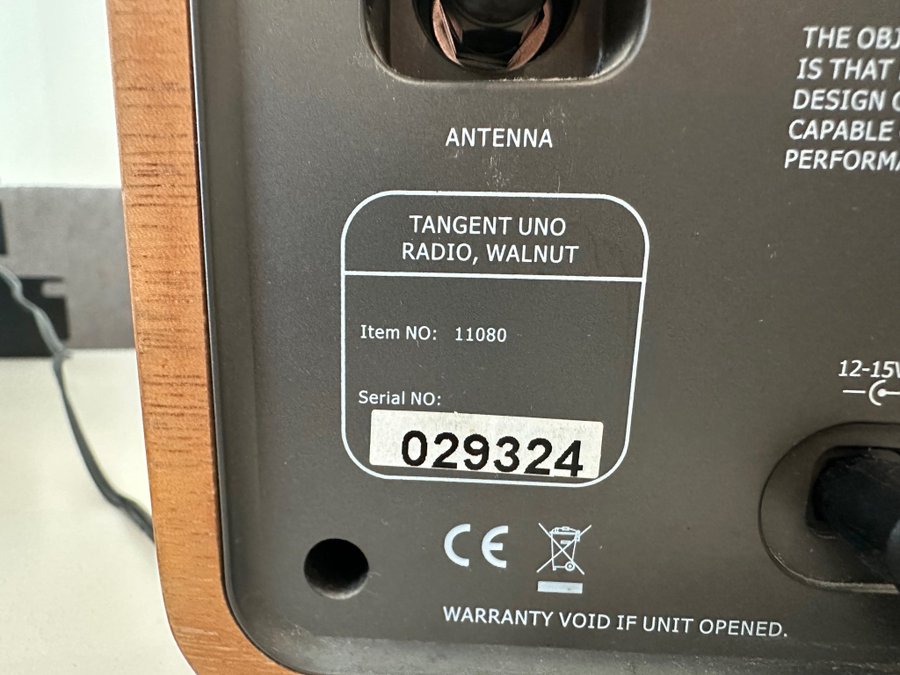 ANTENNA
THE OBJ
IS THAT
DESIGN
CAPABLE
PERFORMA
TANGENT UNO
RADIO, WALNUT
Item NO: 11080
Serial NO:
029324
12-15V
CE
WARRANTY VOID IF UNIT OPENED.